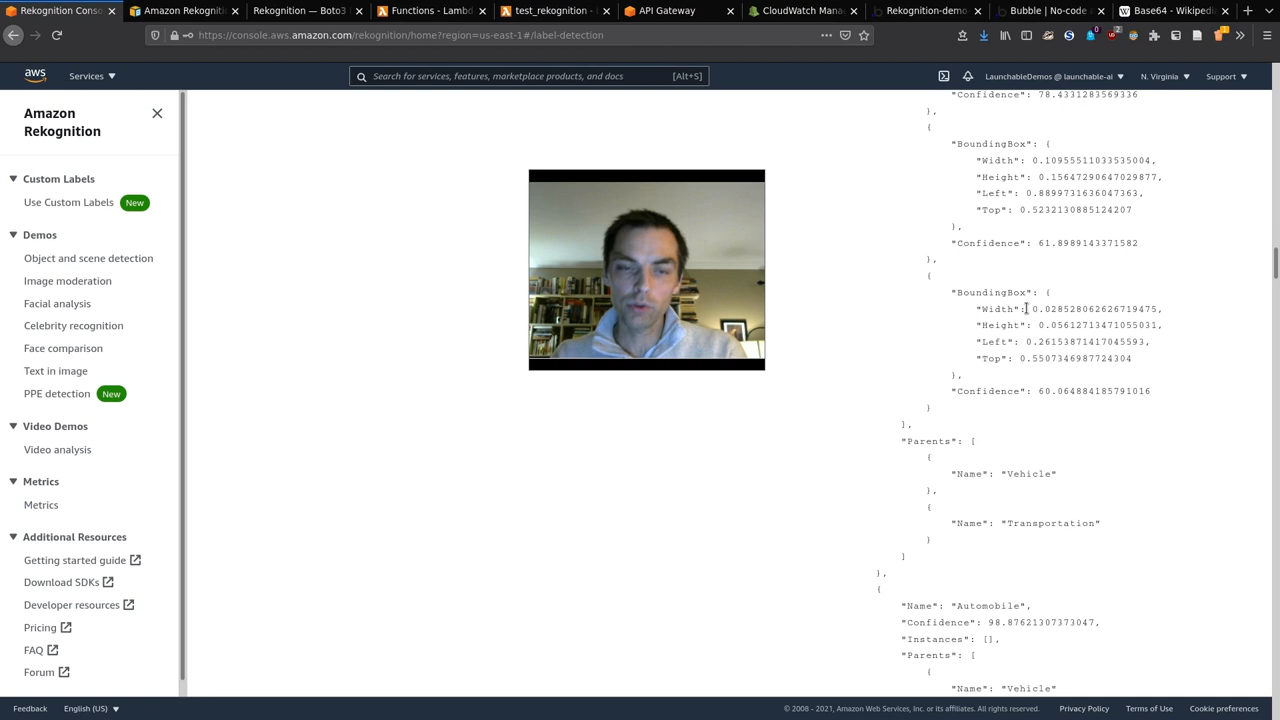 Rekognition Cons
Amazon Rekogniti
Rekognition — Boto3
Functions - Lamb
test_rekognition -
API Gateway
CloudWatch Mana
Rekognition-demo
Bubble | No-code
Base64 - Wikiped
https://console.aws.amazon.com/rekognition/home?region=us-east-1#/label-detection
aws
Services
Search for services, features, marketplace products, and docs
[Alt+S]
LaunchableDemos @ launchable-ai
N. Virginia
Support
Amazon
Rekognition
Custom Labels
Use Custom Labels New
Demos
Object and scene detection
Image moderation
Facial analysis
Celebrity recognition
Face comparison
Text in image
PPE detection New
Video Demos
Video analysis
Metrics
Metrics
Additional Resources
Getting started guide
Download SDKs
Developer resources
Pricing
FAQ
Forum
"Confidence": 78.4331283569336
},
{
"BoundingBox": {
"Width": 0.10955511033535004,
"Height": 0.15647290647029877,
"Left": 0.8899731636047363,
"Top": 0.5232130885124207
},
"Confidence": 61.8989143371582
},
{
"BoundingBox": {
"Width": 0.028528062626719475,
"Height": 0.05612713471055031,
"Left": 0.26153871417045593,
"Top": 0.5507346987724304
},
"Confidence": 60.064884185791016
}
],
"Parents": [
{
"Name": "Vehicle"
},
{
"Name": "Transportation"
}
]
},
{
"Name": "Automobile",
"Confidence": 98.87621307373047,
"Instances": [],
"Parents": [
{
"Name": "Vehicle"
Feedback
English (US)
© 2008 - 2021, Amazon Web Services, Inc. or its affiliates. All rights reserved.
Privacy Policy
Terms of Use
Cookie preferences